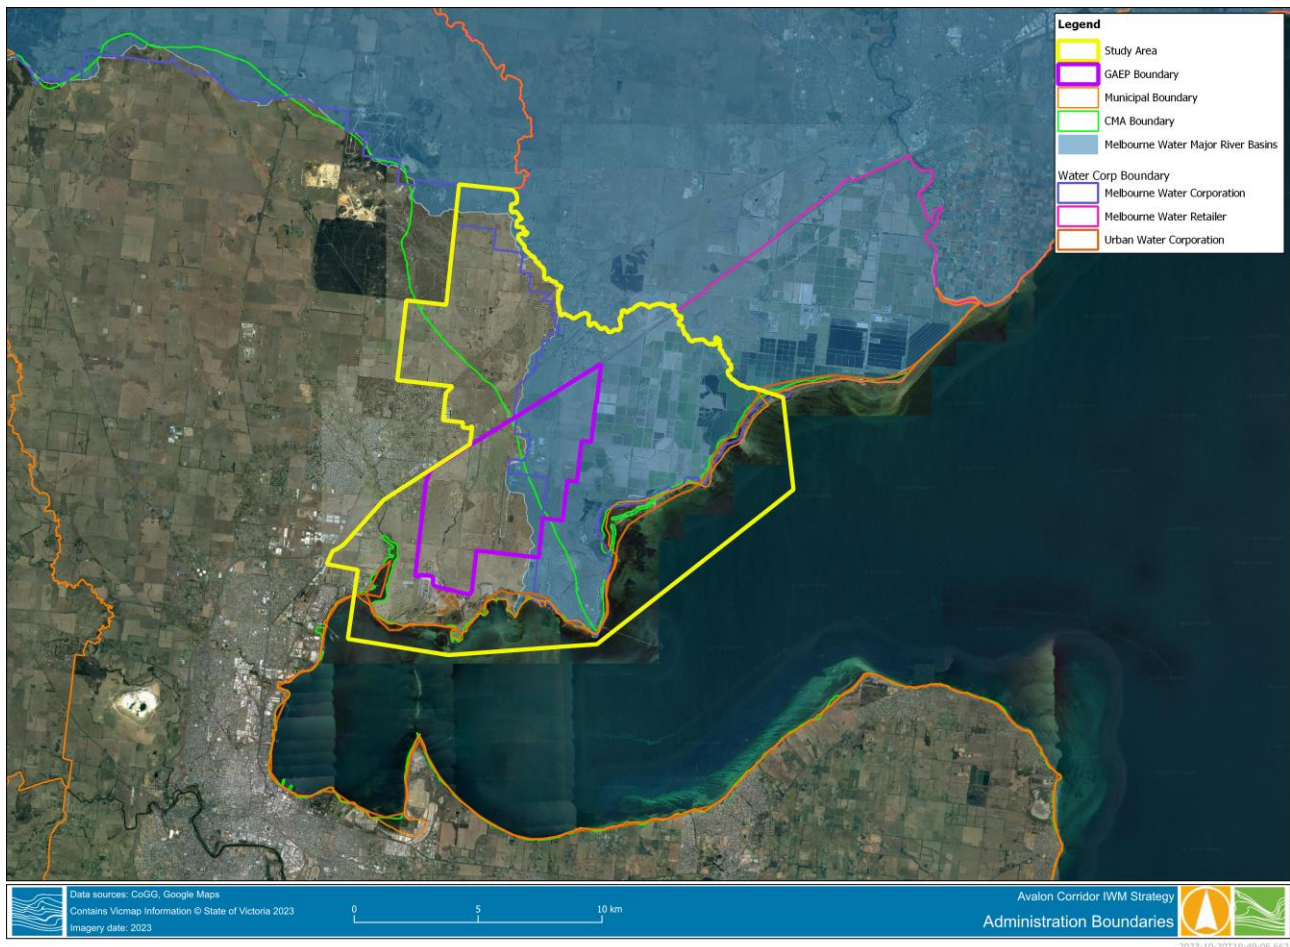 Legend
Study Area
GAEP Boundary
Municipal Boundary
CMA Boundary
Melbourne Water Major River Basins
Water Corp Boundary
Melbourne Water Corporation
Melbourne Water Retailer
Urban Water Corporation
Data sources: CoGG, Google Maps
Contains Vicmap Information © State of Victoria 2023
Imagery date: 2023
0 5 10 km
Avalon Corridor IWM Strategy
Administration Boundaries